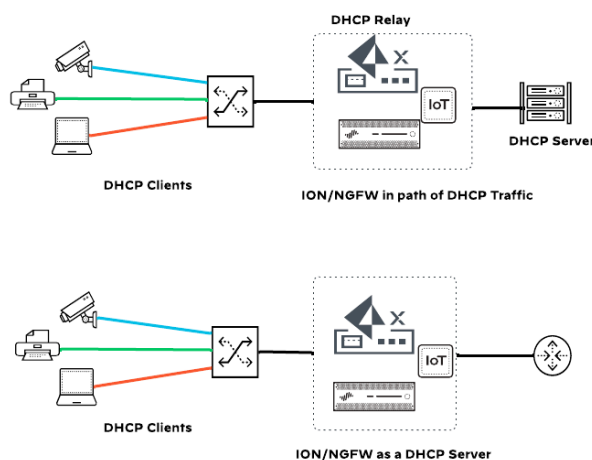 DHCP Relay
X
IoT
DHCP Server
DHCP Clients
ION/NGFW in path of DHCP Traffic
X
IoT
DHCP Clients
ION/NGFW as a DHCP Server